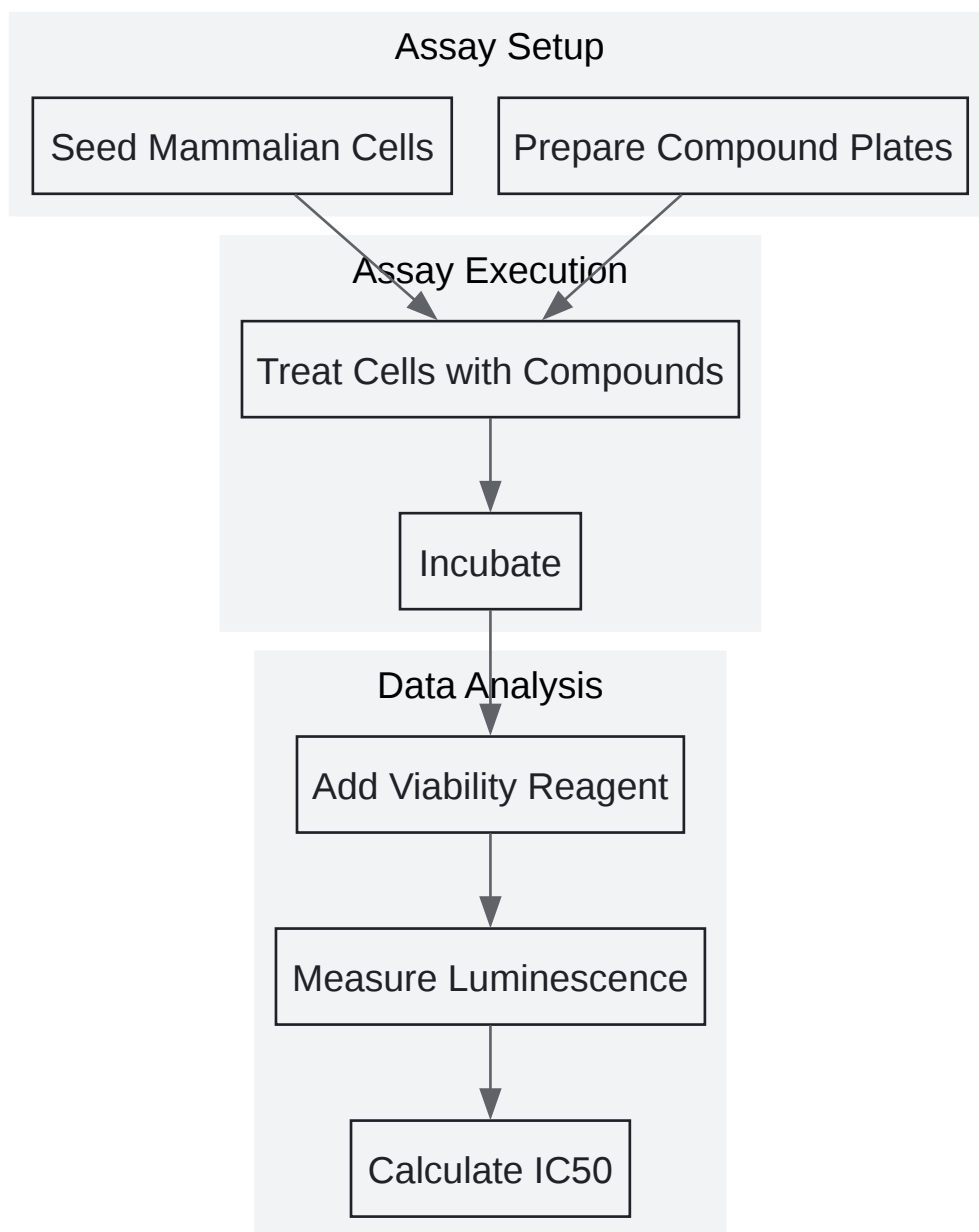 Assay Setup
Seed Mammalian Cells
Prepare Compound Plates
Assay Execution
Treat Cells with Compounds
Incubate
Data Analysis
Add Viability Reagent
Measure Luminescence
Calculate IC50